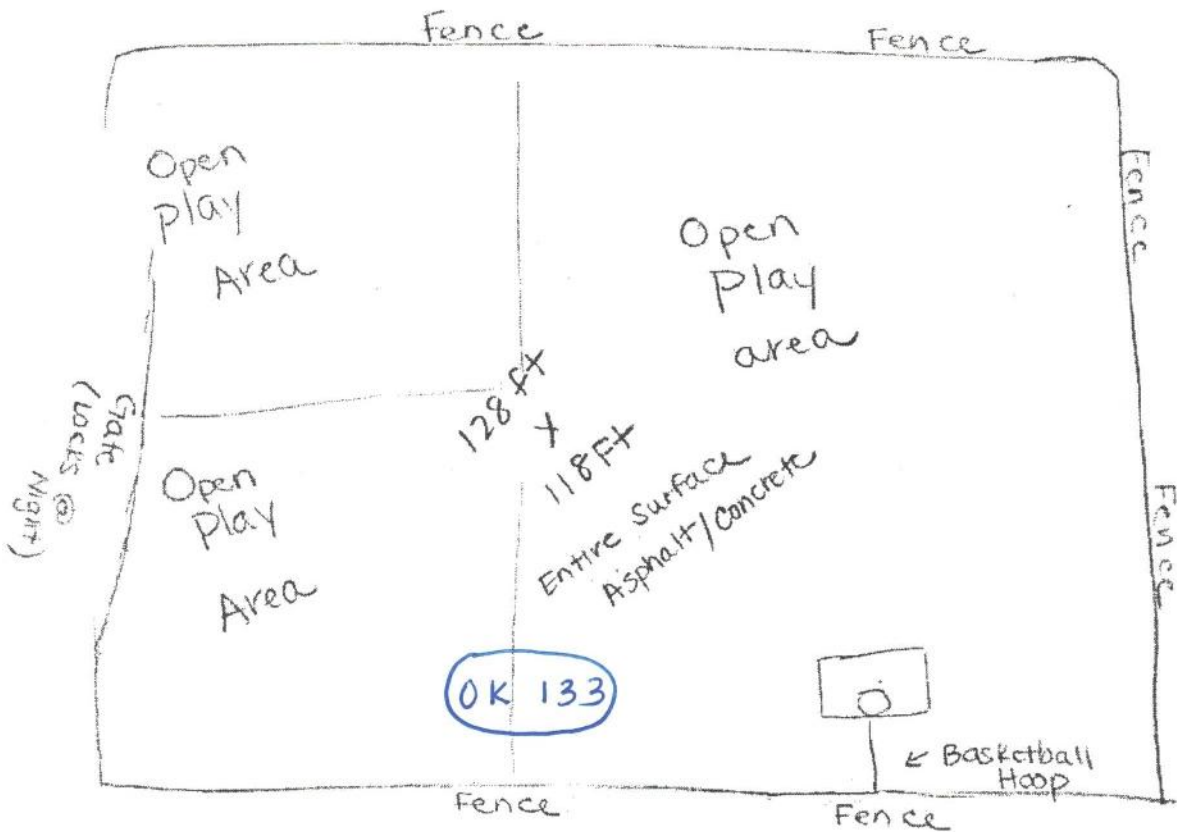 Fence
Fence
Open
play
Area
Open
Play
area
Fence
128 ft
x
118 Ft
Gate
(Locks
@
Night)
Open
Play
Area
Entire Surface
Asphalt/Concrete
Fence
OK 133
Basketball
Hoop
Fence
Fence